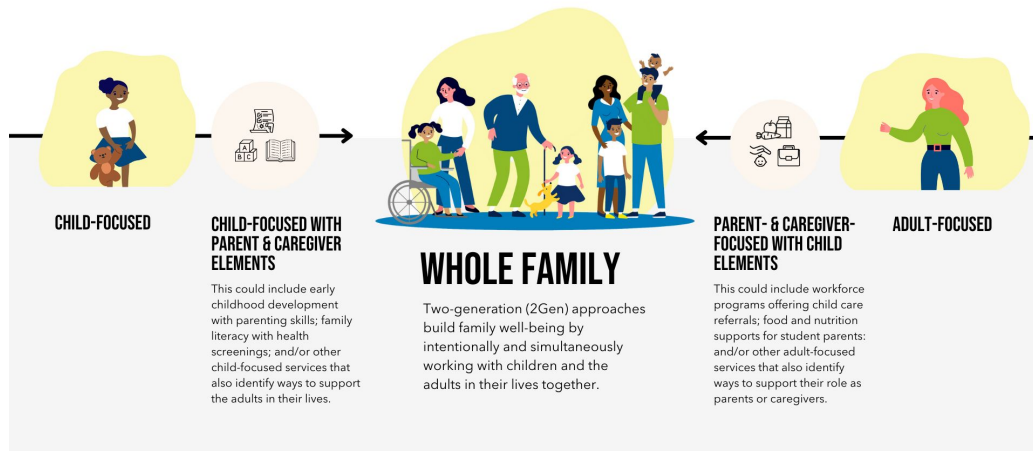 CHILD-FOCUSED
CHILD-FOCUSED WITH
PARENT & CAREGIVER
ELEMENTS
This could include early
childhood development
with parenting skills; family
literacy with health
screenings; and/or other
child-focused services that
also identify ways to support
the adults in their lives.
WHOLE FAMILY
Two-generation (2Gen) approaches
build family well-being by
intentionally and simultaneously
working with children and the
adults in their lives together.
PARENT- & CAREGIVER-
FOCUSED WITH CHILD
ELEMENTS
This could include workforce
programs offering child care
referrals; food and nutrition
supports for student parents:
and/or other adult-focused
services that also identify
ways to support their role as
parents or caregivers.
ADULT-FOCUSED
A
B C